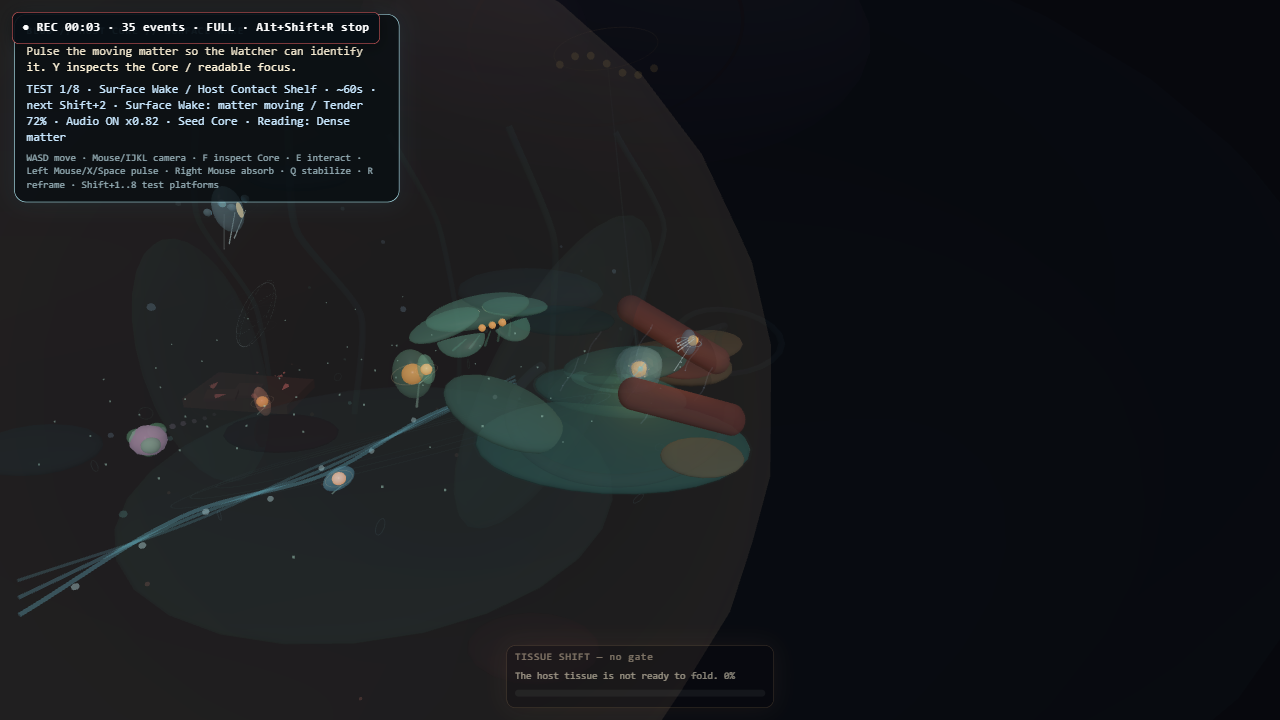 ● REC 00:03 · 35 events · FULL · Alt+Shift+R stop
Pulse the moving matter so the Watcher can identify
it. Y inspects the Core / readable focus.
TEST 1/8 · Surface Wake / Host Contact Shelf · ~60s ·
next Shift+2 · Surface Wake: matter moving / Tender
72% · Audio ON x0.82 · Seed Core · Reading: Dense
matter
WASD move · Mouse/IJKL camera · F inspect Core · E interact ·
Left Mouse/X/Space pulse · Right Mouse absorb · Q stabilize · R
reframe · Shift+1..8 test platforms
TISSUE SHIFT — no gate
The host tissue is not ready to fold. 0%